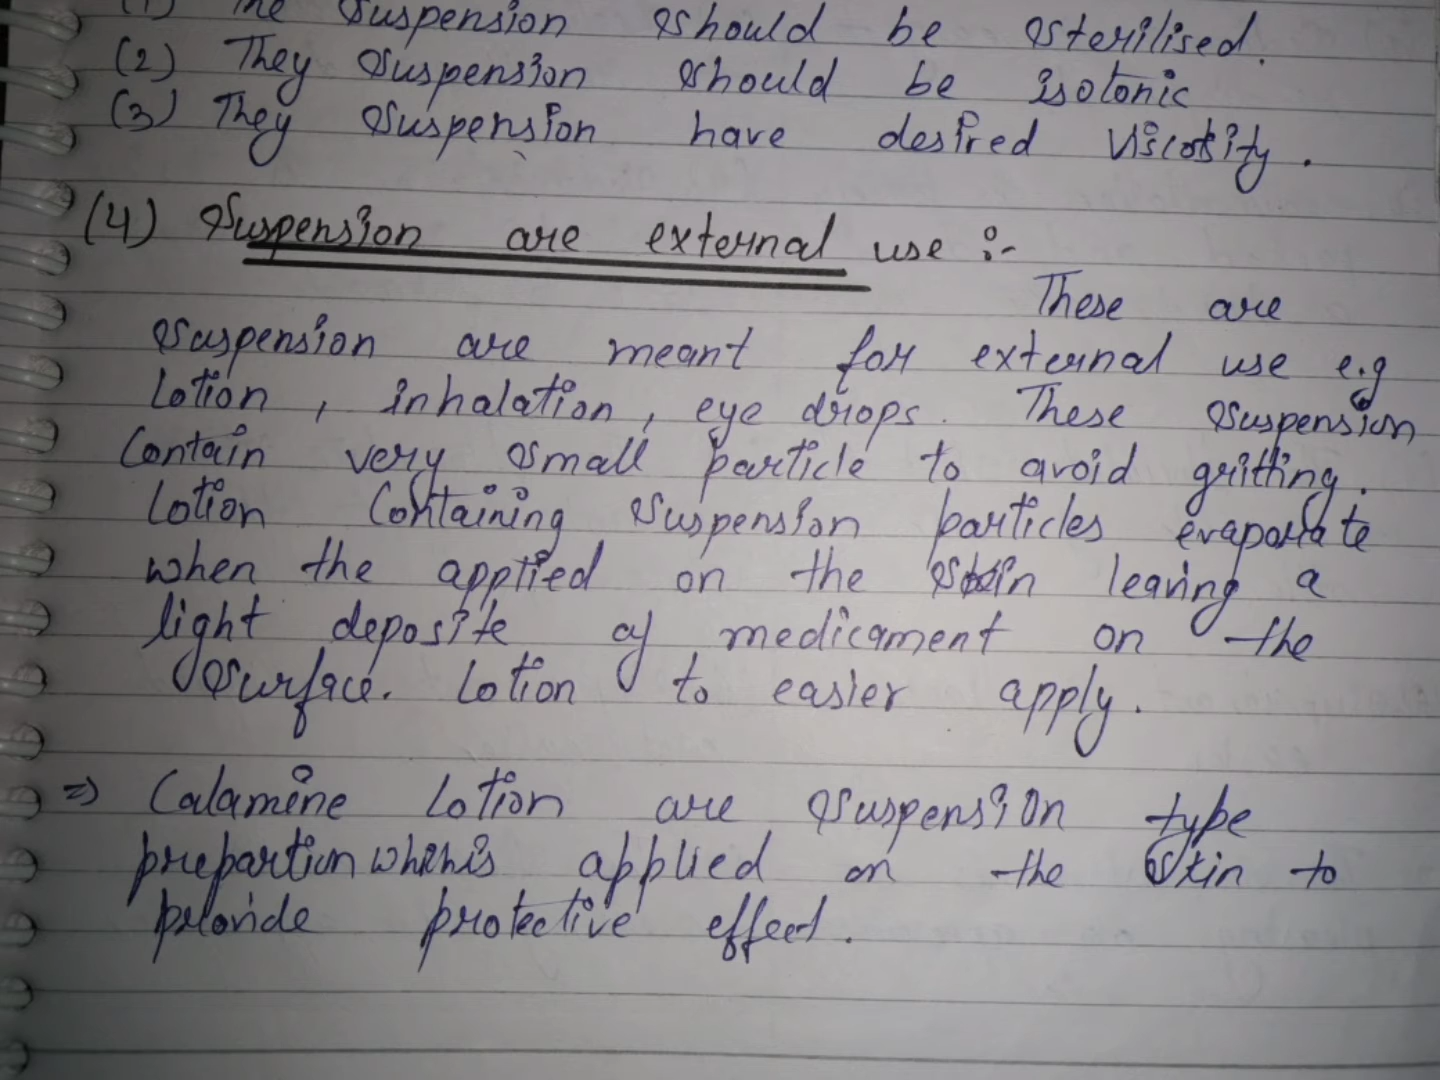 (1) The Suspension should be sterilised.
(2) They Suspension should be isotonic
(3) They Suspension have desired viscosity.
(4) Suspension are external use :-
These are
Suspension are meant for external use e.g
Lotion, inhalation, eye drops. These suspension
Contain very small particle to avoid gritting.
Lotion Containing Suspension particles evaporate
when the applied on the skin leaving a
light deposite of medicament on the
surface. Lotion to easier apply.
⇒ Calamine Lotion are suspension type
prepartion whihis applied on the Skin to
provide protective effect.